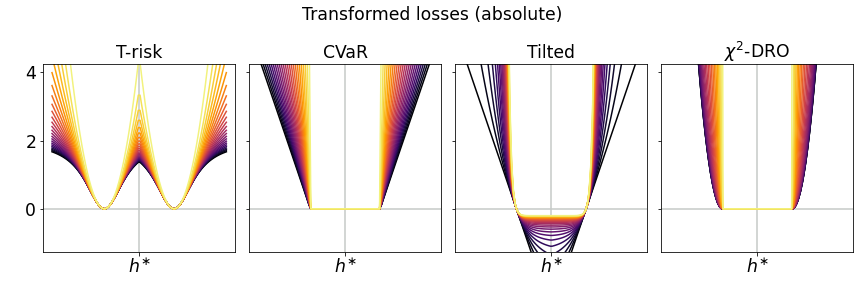 Transformed losses (absolute)
T-risk
CVaR
Tilted
χ²-DRO
4
2
0
h*
h*
h*
h*